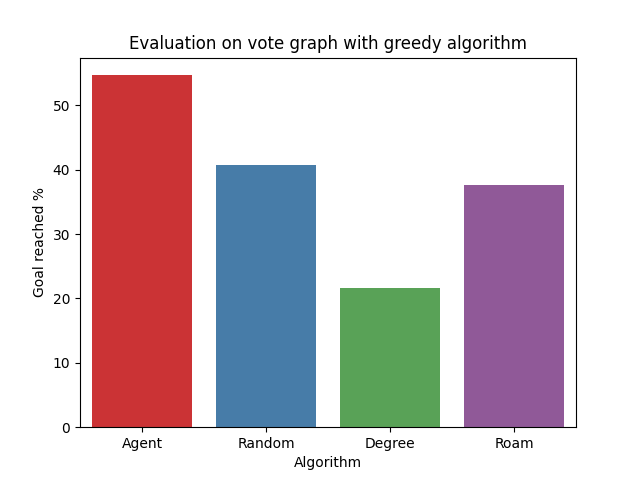 Evaluation on vote graph with greedy algorithm
Goal reached %
50
40
30
20
10
0
Agent
Random
Degree
Roam
Algorithm